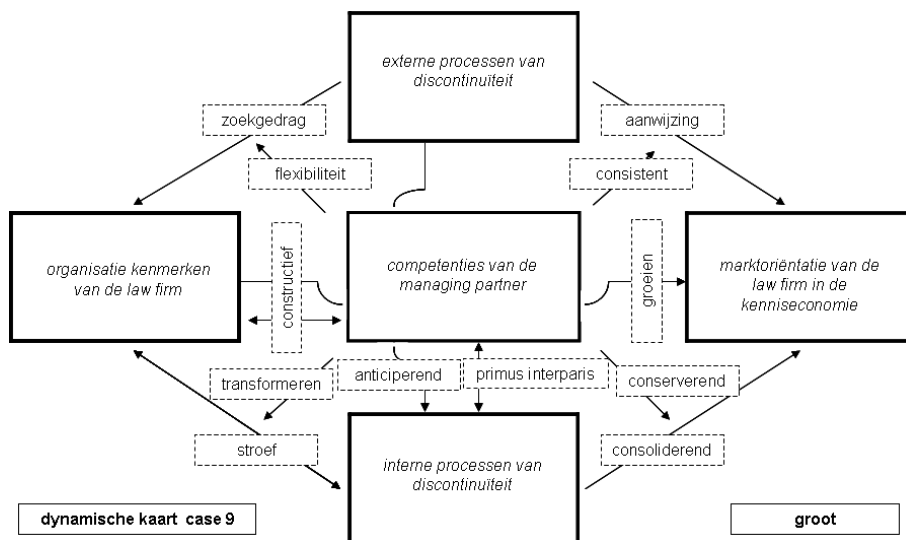 externe processen van
discontinuïteit
zoekgedrag
aanwijzing
flexibiliteit
consistent
organisatie kenmerken
van de law firm
constructief
competenties van de
managing partner
groeien
marktoriëntatie van de
law firm in de
kenniseconomie
transformeren
anticiperend
primus interparis
conserverend
stroef
consoliderend
interne processen van
discontinuïteit
dynamische kaart case 9
groot